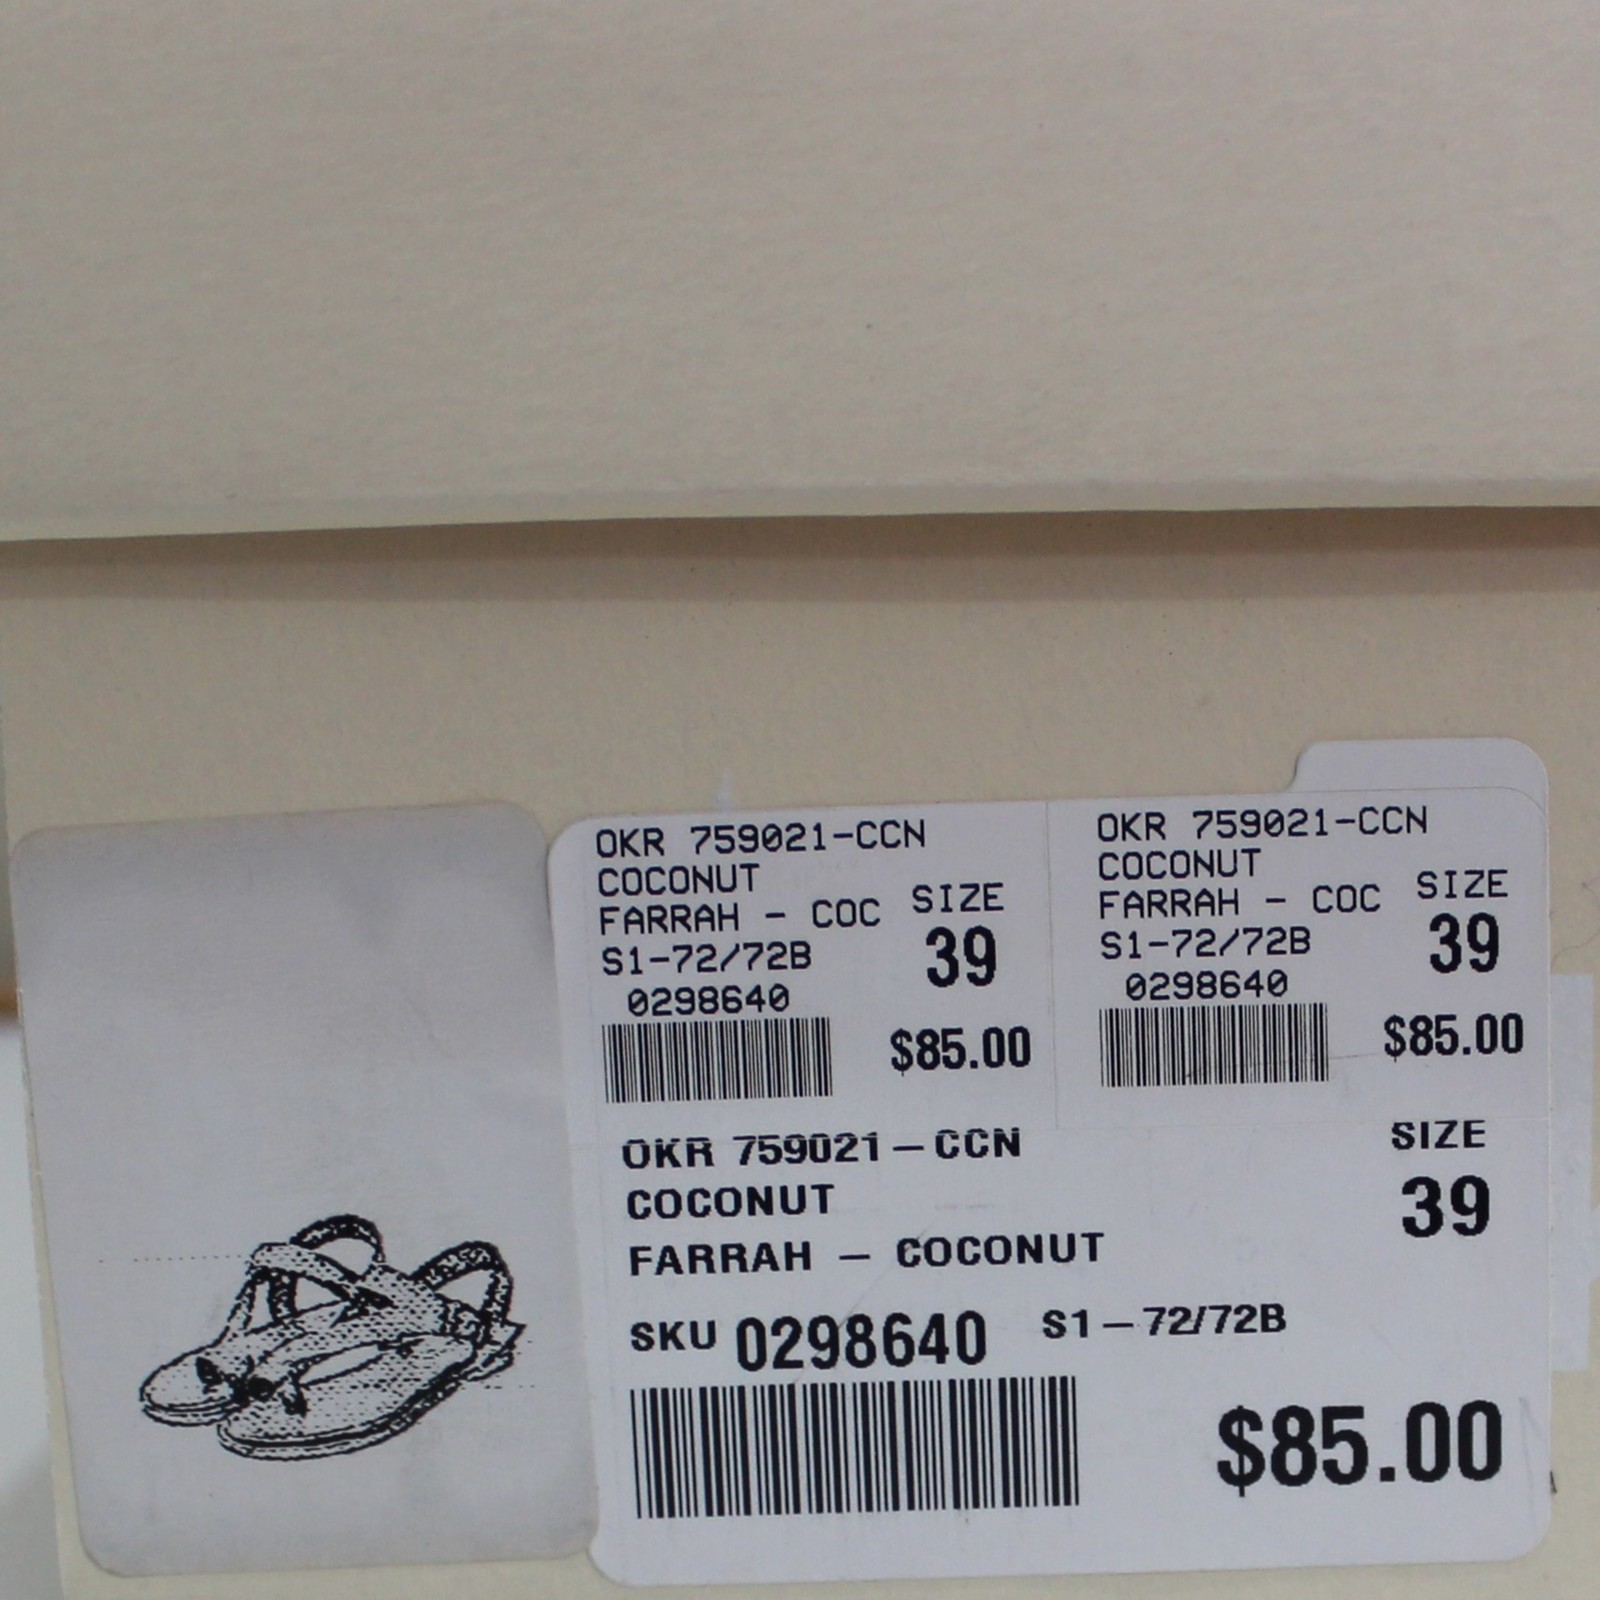 OKR 759021-CCN
COCONUT
FARRAH - COC SIZE
S1-72/72B 39
0298640
$85.00
OKR 759021-CCN
COCONUT
FARRAH - COC SIZE
S1-72/72B 39
0298640
$85.00
OKR 759021-CCN SIZE
COCONUT 39
FARRAH - COCONUT
SKU 0298640 S1-72/72B
$85.00